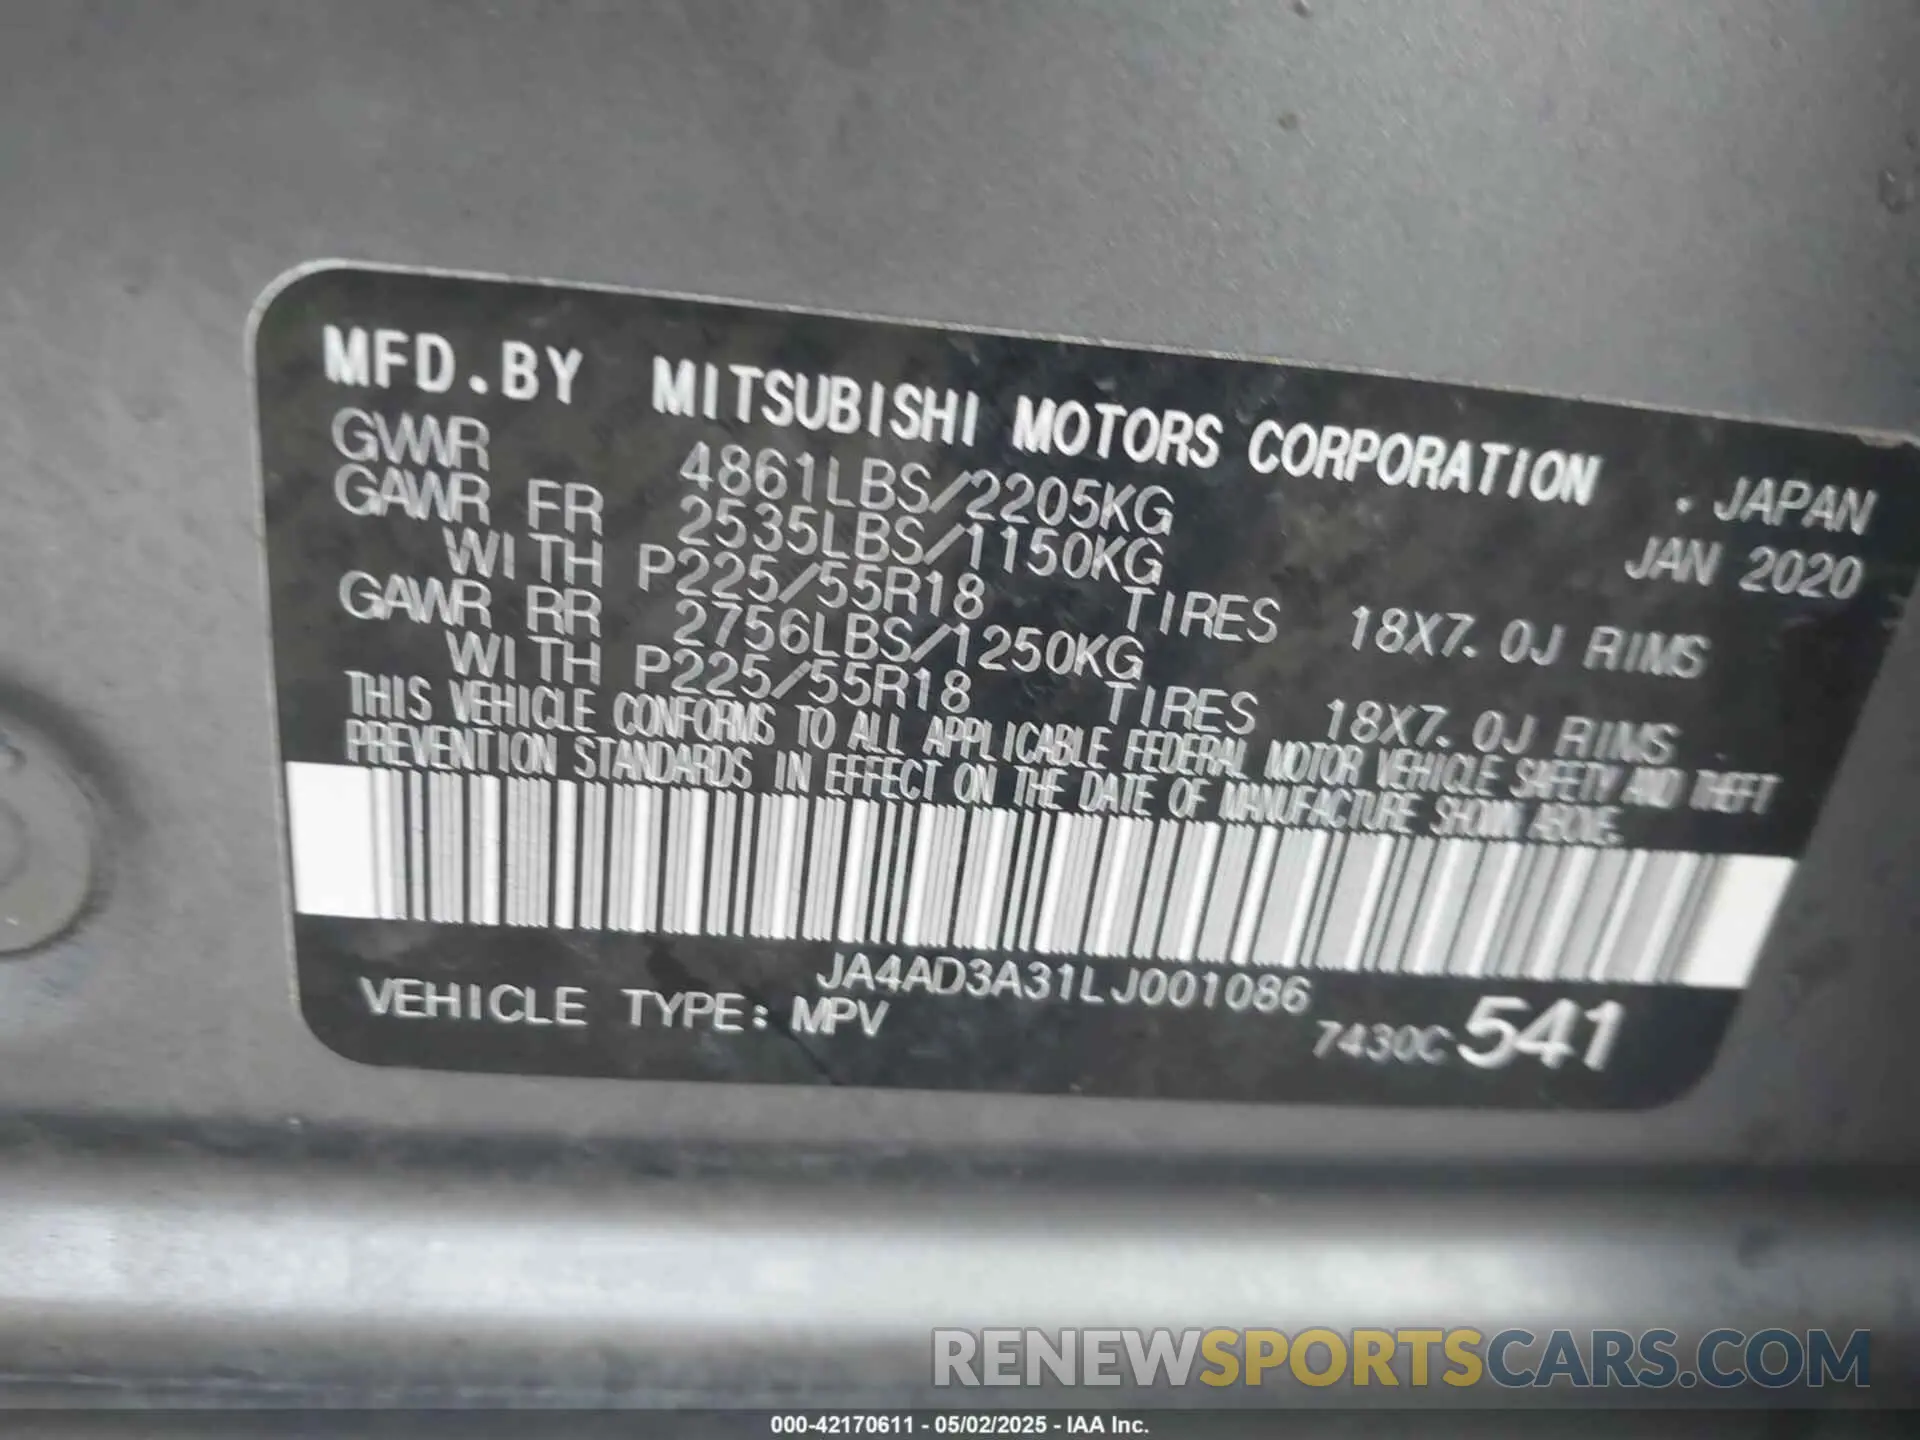 MFD.BY MITSUBISHI MOTORS CORPORATION . JAPAN
GVWR 4861LBS/2205KG JAN 2020
GAWR FR 2535LBS/1150KG
WITH P225/55R18 TIRES 18X7.0J RIMS
GAWR RR 2756LBS/1250KG
WITH P225/55R18 TIRES 18X7.0J RIMS
THIS VEHICLE CONFORMS TO ALL APPLICABLE FEDERAL MOTOR VEHICLE SAFETY AND THEFT
PREVENTION STANDARDS IN EFFECT ON THE DATE OF MANUFACTURE SHOWN ABOVE.
JA4AD3A31LJ001086
VEHICLE TYPE: MPV 7430C 541
RENEWSPORTSCARS.COM
000-42170611 - 05/02/2025 - IAA Inc.